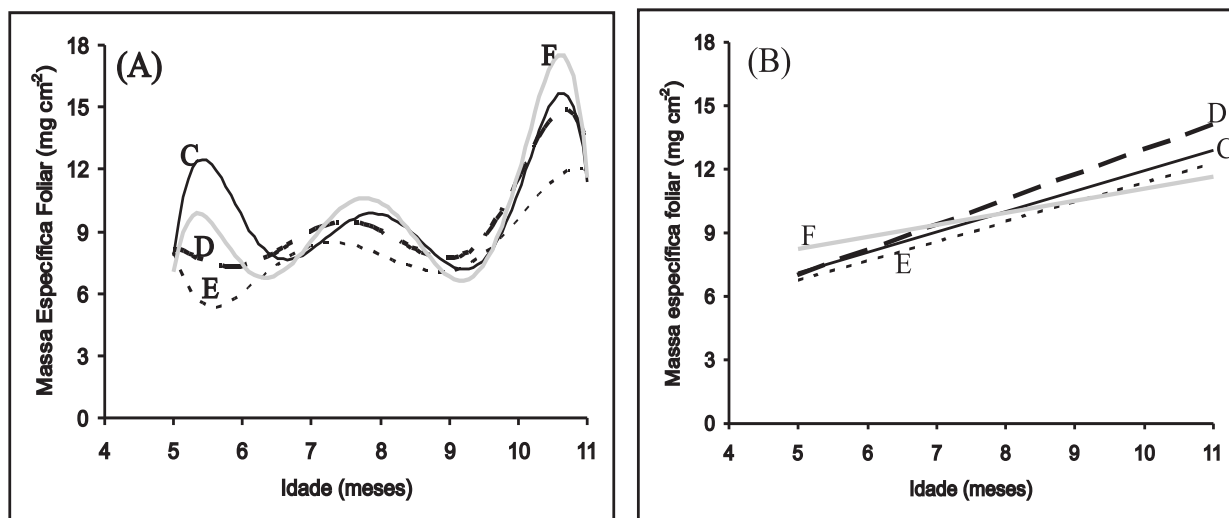 (A)
Massa Específica Foliar (mg cm-2)
18
15
12
9
6
3
0
C
D
E
F
4 5 6 7 8 9 10 11
Idade (meses)
(B)
Massa específica foliar (mg cm-2)
18
15
12
9
6
3
0
D
C
F
E
4 5 6 7 8 9 10 11
Idade (meses)